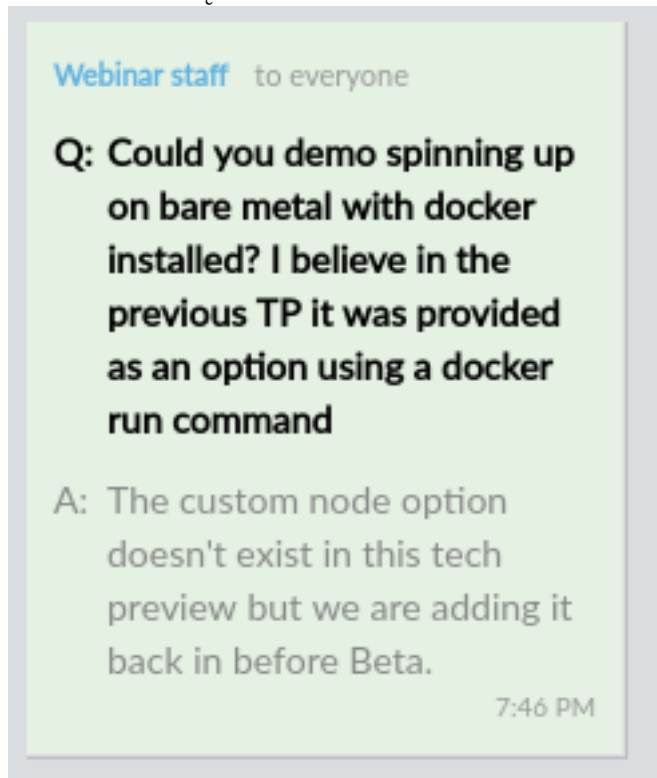 Webinar staff to everyone
Q: Could you demo spinning up
on bare metal with docker
installed? I believe in the
previous TP it was provided
as an option using a docker
run command
A: The custom node option
doesn't exist in this tech
preview but we are adding it
back in before Beta.
7:46 PM